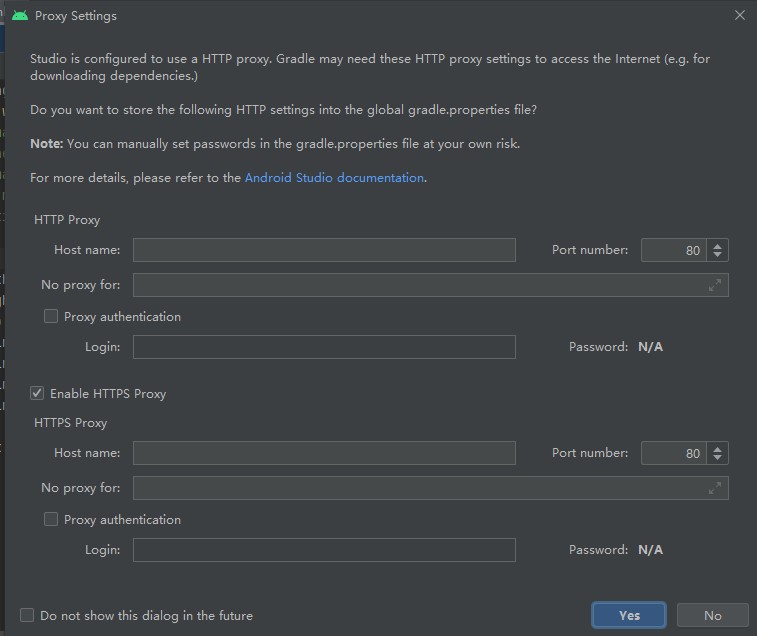 Proxy Settings
Studio is configured to use a HTTP proxy. Gradle may need these HTTP proxy settings to access the Internet (e.g. for
downloading dependencies.)
Do you want to store the following HTTP settings into the global gradle.properties file?
Note: You can manually set passwords in the gradle.properties file at your own risk.
For more details, please refer to the Android Studio documentation.
HTTP Proxy
Host name: Port number: 80
No proxy for:
Proxy authentication
Login: Password: N/A
Enable HTTPS Proxy
HTTPS Proxy
Host name: Port number: 80
No proxy for:
Proxy authentication
Login: Password: N/A
Do not show this dialog in the future Yes No